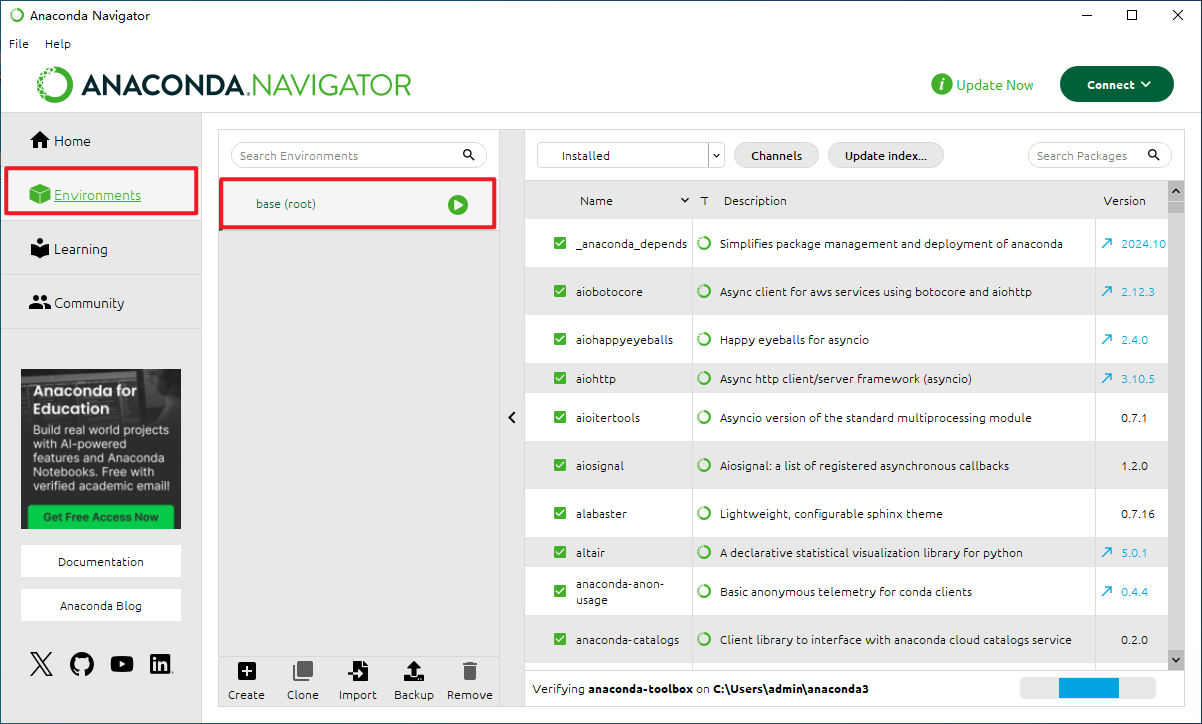 Anaconda Navigator
File Help
ANACONDA.NAVIGATOR
i Update Now
Connect
Home
Environments
Learning
Community
Anaconda for
Education
Build real world projects
with AI-powered
features and Anaconda
Notebooks. Free with
verified academic email!
Get Free Access Now
Documentation
Anaconda Blog
Search Environments
base (root)
Create Clone Import Backup Remove
Installed Channels Update index... Search Packages
Name T Description Version
_anaconda_depends Simplifies package management and deployment of anaconda 2024.10
aiobotocore Async client for aws services using botocore and aiohttp 2.12.3
aiohappyeyeballs Happy eyeballs for asyncio 2.4.0
aiohttp Async http client/server framework (asyncio) 3.10.5
aioitertools Asyncio version of the standard multiprocessing module 0.7.1
aiosignal Aiosignal: a list of registered asynchronous callbacks 1.2.0
alabaster Lightweight, configurable sphinx theme 0.7.16
altair A declarative statistical visualization library for python 5.0.1
anaconda-anon-
usage Basic anonymous telemetry for conda clients 0.4.4
anaconda-catalogs Client library to interface with anaconda cloud catalogs service 0.2.0
Verifying anaconda-toolbox on C:\Users\admin\anaconda3